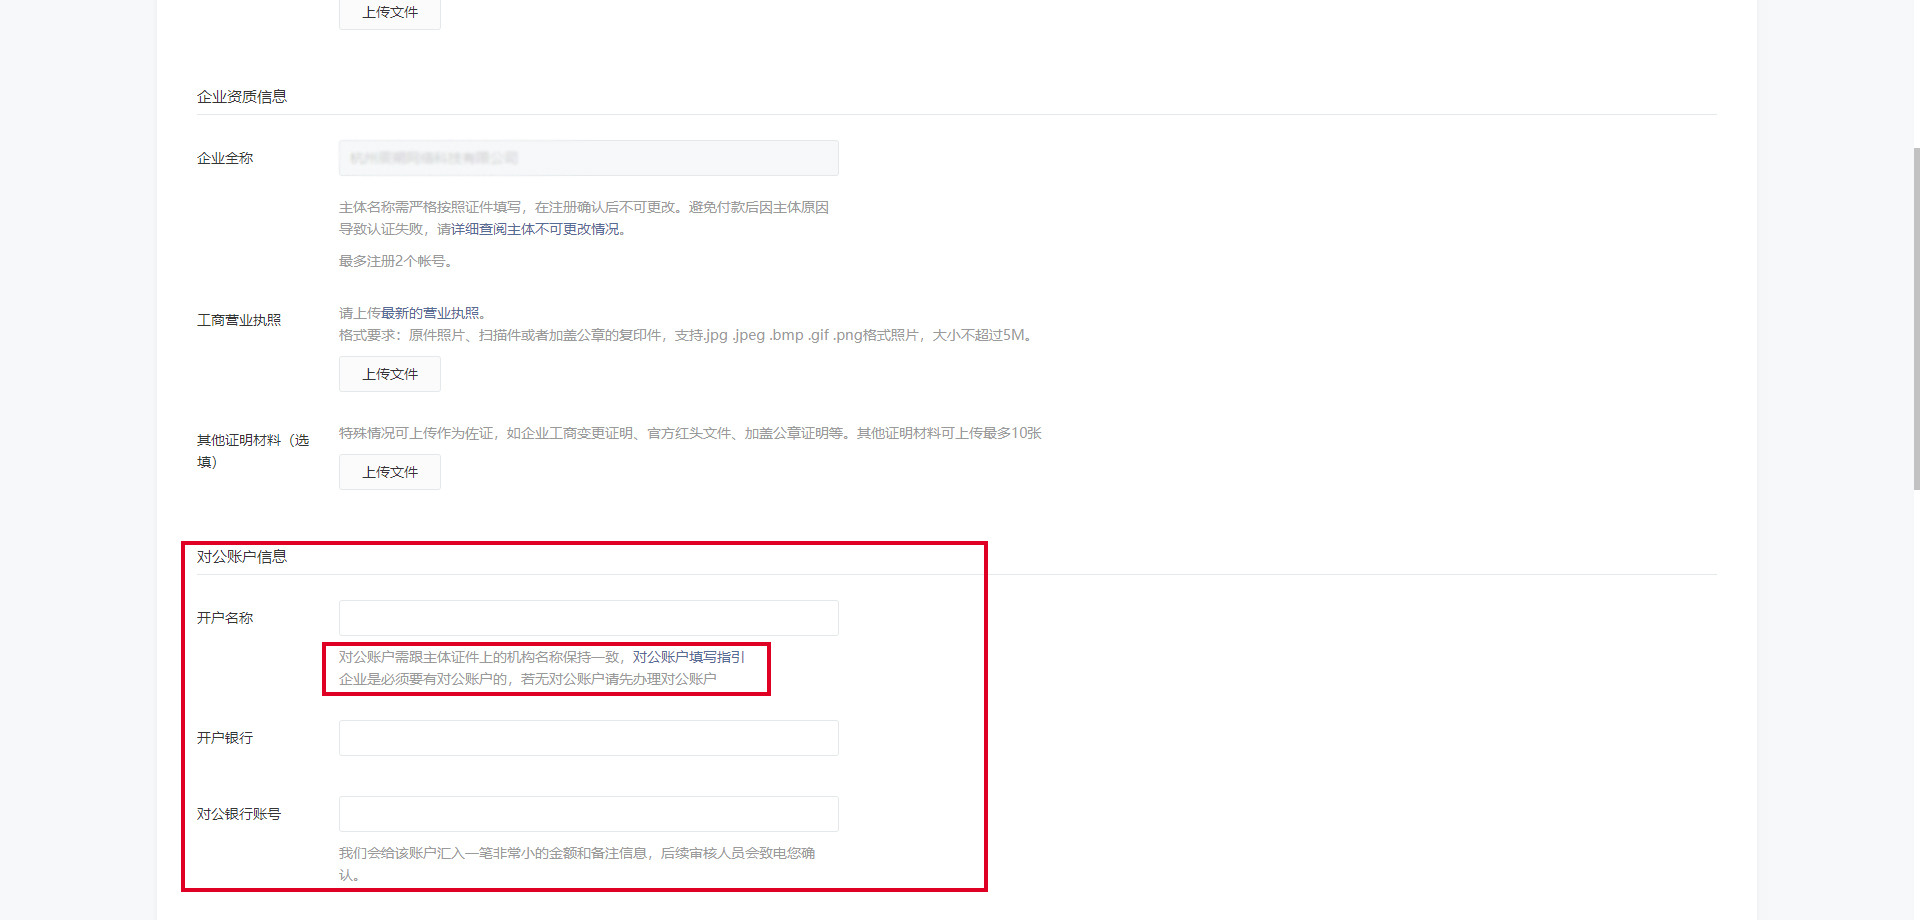 上传文件
企业资质信息
企业全称
主体名称需严格按照证件填写，在注册确认后不可更改。避免付款后因主体原因
导致认证失败，请详细查阅主体不可更改情况。
最多注册2个帐号。
工商营业执照
请上传最新的营业执照。
格式要求：原件照片、扫描件或者加盖公章的复印件，支持.jpg .jpeg .bmp .gif .png格式照片，大小不超过5M。
上传文件
其他证明材料（选
填）
特殊情况可上传作为佐证，如企业工商变更证明、官方红头文件、加盖公章证明等。其他证明材料可上传最多10张
上传文件
对公账户信息
开户名称
对公账户需跟主体证件上的机构名称保持一致，对公账户填写指引
企业是必须要有对公账户的，若无对公账户请先办理对公账户
开户银行
对公银行账号
我们会给该账户汇入一笔非常小的金额和备注信息，后续审核人员会致电您确
认。